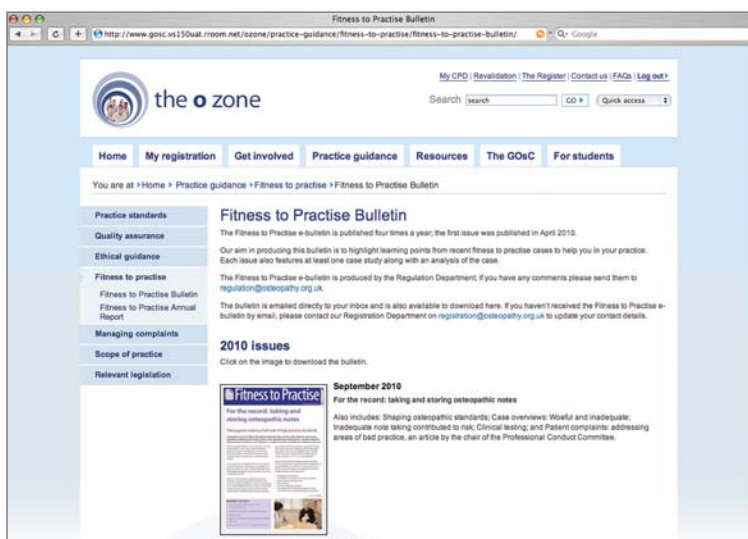 Fitness to Practise Bulletin
http://www.gosc.vs150uat.rroom.net/ozone/practice-guidance/fitness-to-practise/fitness-to-practise-bulletin/
Google
My CPD | Revalidation | The Register | Contact us | FAQs | Log out
the o zone
Search search GO Quick access
Home My registration Get involved Practice guidance Resources The GOsC For students
You are at Home Practice guidance Fitness to practise Fitness to Practise Bulletin
Practice standards
Quality assurance
Ethical guidance
Fitness to practise
Fitness to Practise Bulletin
Fitness to Practise Annual
Report
Managing complaints
Scope of practice
Relevant legislation
Fitness to Practise Bulletin
The Fitness to Practise e-bulletin is published four times a year; the first issue was published in April 2010.
Our aim in producing this bulletin is to highlight learning points from recent fitness to practise cases to help you in your practice.
Each issue also features at least one case study along with an analysis of the case.
The Fitness to Practise e-bulletin is produced by the Regulation Department; if you have any comments please send them to
regulation@osteopathy.org.uk.
The bulletin is emailed directly to your inbox and is also available to download here. If you haven't received the Fitness to Practise e-
bulletin by email, please contact our Registration Department on registration@osteopathy.org.uk to update your contact details.
2010 issues
Click on the image to download the bulletin.
Fitness to Practise
For the record: taking and
storing osteopathic notes
September 2010
For the record: taking and storing osteopathic notes
Also includes: Shaping osteopathic standards; Case overviews: Woeful and inadequate;
Inadequate note taking contributed to risk; Clinical testing; and Patient complaints: addressing
areas of bad practice, an article by the chair of the Professional Conduct Committee.